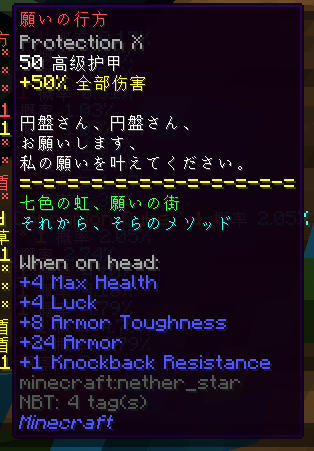 願いの行方
Protection X
50 高级护甲
+50% 全部伤害
円盤さん、円盤さん、
お願いします、
私の願いを叶えてください。
=-=-=-=-=-=-=-=-=-=-=-=
七色の虹、願いの街
それから、そらのメソッド
When on head:
+4 Max Health
+4 Luck
+8 Armor Toughness
+24 Armor
+1 Knockback Resistance
minecraft:nether_star
NBT: 4 tag(s)
Minecraft